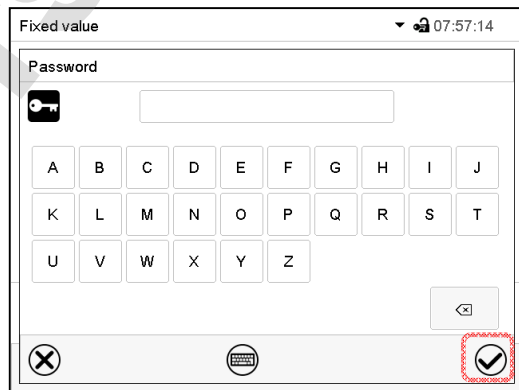 Fixed value 07:57:14
Password
A B C D E F G H I J
K L M N O P Q R S T
U V W X Y Z